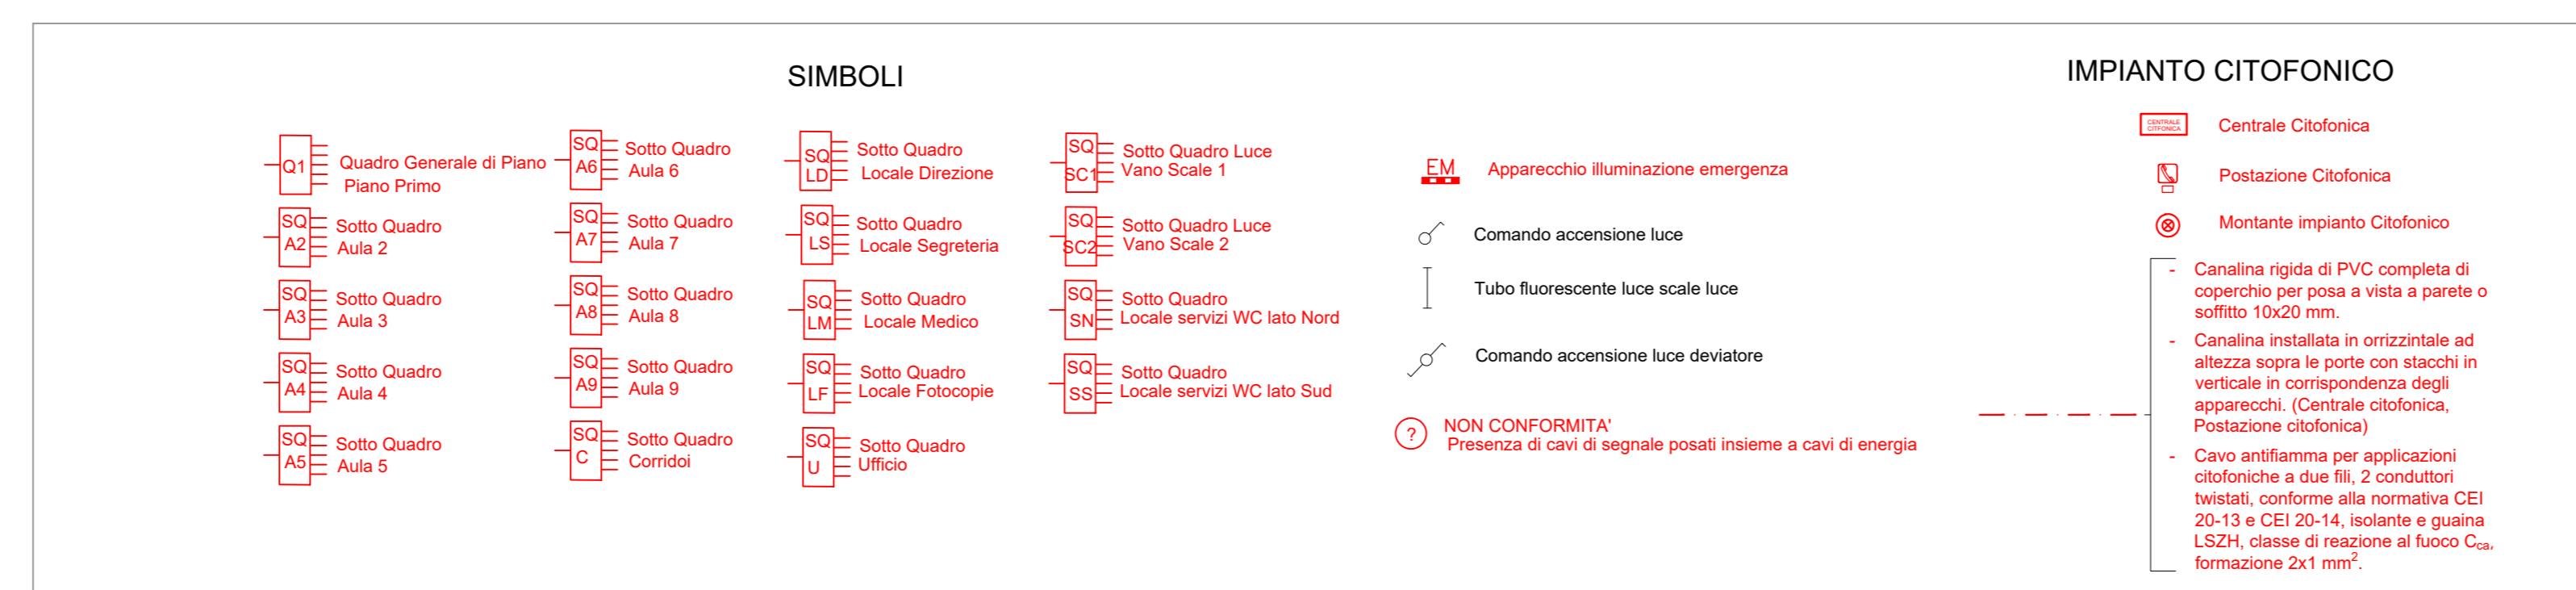 SIMBOLI
Q1
Quadro Generale di Piano
Piano Primo
SQ
A2
Sotto Quadro
Aula 2
SQ
A3
Sotto Quadro
Aula 3
SQ
A4
Sotto Quadro
Aula 4
SQ
A5
Sotto Quadro
Aula 5
SQ
A6
Sotto Quadro
Aula 6
SQ
A7
Sotto Quadro
Aula 7
SQ
A8
Sotto Quadro
Aula 8
SQ
A9
Sotto Quadro
Aula 9
SQ
C
Sotto Quadro
Corridoi
SQ
LD
Sotto Quadro
Locale Direzione
SQ
LS
Sotto Quadro
Locale Segreteria
SQ
LM
Sotto Quadro
Locale Medico
SQ
LF
Sotto Quadro
Locale Fotocopie
SQ
U
Sotto Quadro
Ufficio
SQ
SC1
Sotto Quadro Luce
Vano Scale 1
SQ
SC2
Sotto Quadro Luce
Vano Scale 2
SQ
SN
Sotto Quadro
Locale servizi WC lato Nord
SQ
SS
Sotto Quadro
Locale servizi WC lato Sud
EM
Apparecchio illuminazione emergenza
Comando accensione luce
Tubo fluorescente luce scale luce
Comando accensione luce deviatore
?
NON CONFORMITA'
Presenza di cavi di segnale posati insieme a cavi di energia
IMPIANTO CITOFONICO
CENTRALE
CITFONICA
Centrale Citofonica
Postazione Citofonica
Montante impianto Citofonico
- Canalina rigida di PVC completa di
coperchio per posa a vista a parete o
soffitto 10x20 mm.
- Canalina installata in orrizzintale ad
altezza sopra le porte con stacchi in
verticale in corrispondenza degli
apparecchi. (Centrale citofonica,
Postazione citofonica)
- Cavo antifiamma per applicazioni
citofoniche a due fili, 2 conduttori
twistati, conforme alla normativa CEI
20-13 e CEI 20-14, isolante e guaina
LSZH, classe di reazione al fuoco Cca,
formazione 2x1 mm².